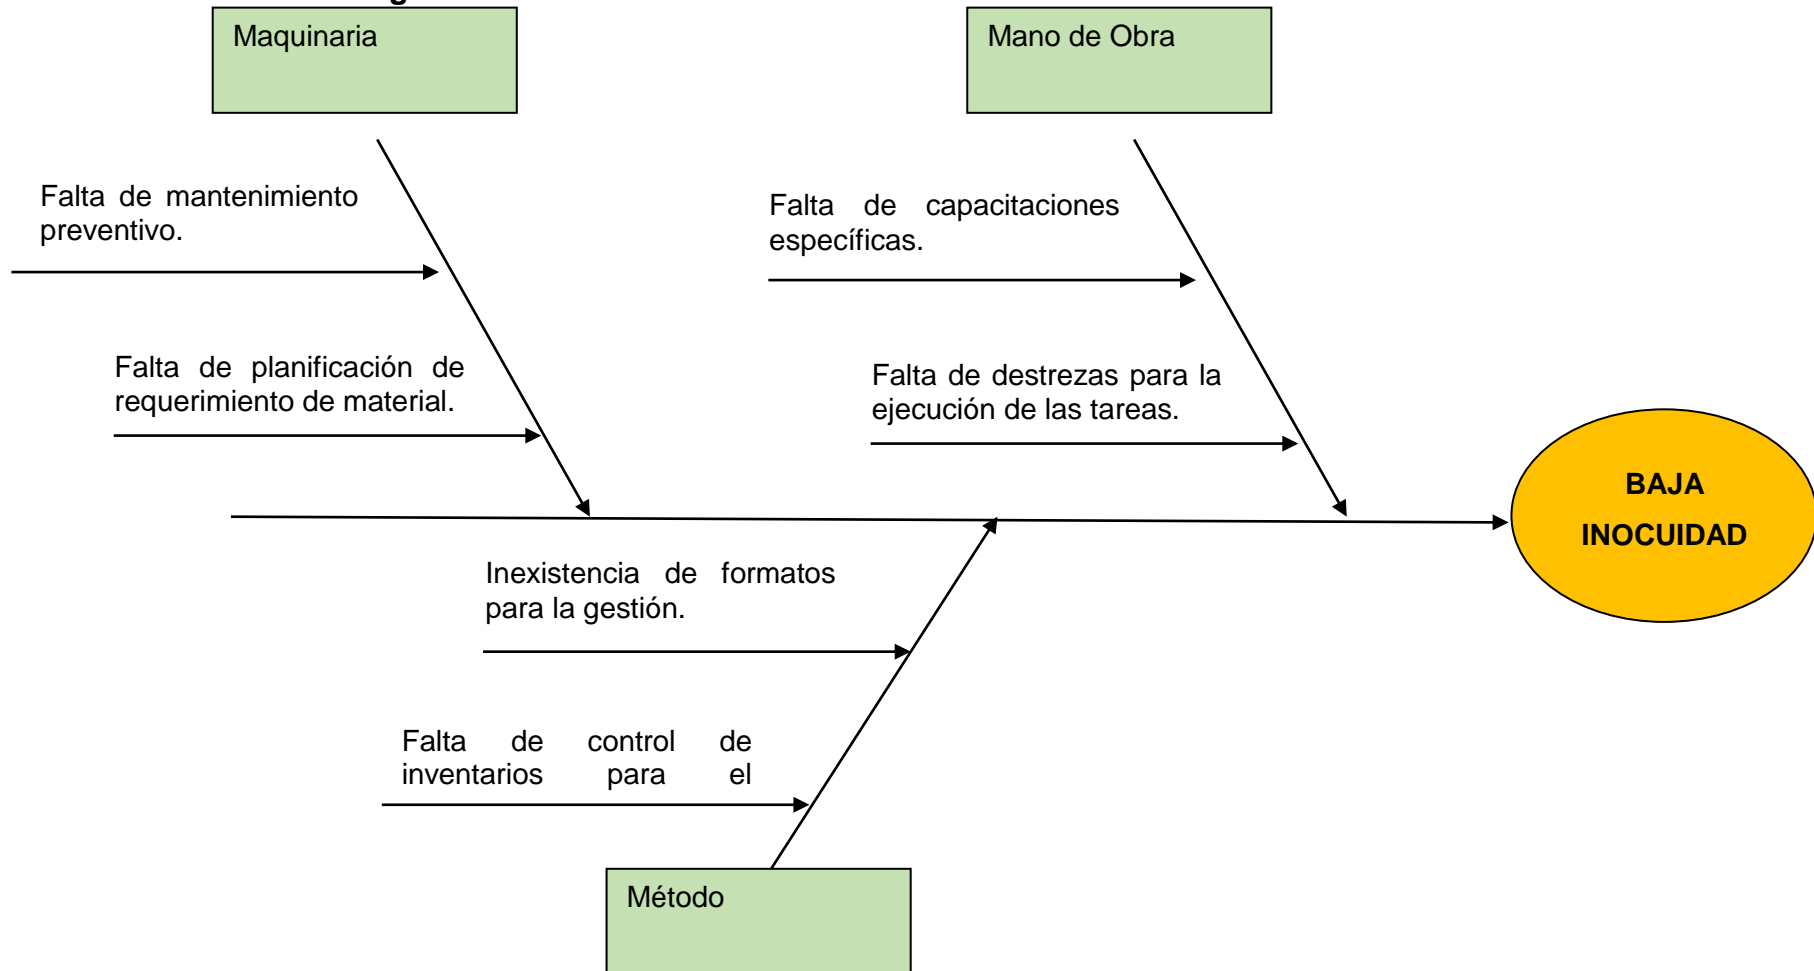 Maquinaria
Mano de Obra
Falta de mantenimiento
preventivo.
Falta de capacitaciones
específicas.
Falta de planificación de
requerimiento de material.
Falta de destrezas para la
ejecución de las tareas.
BAJA
INOCUIDAD
Inexistencia de formatos
para la gestión.
Falta de control de
inventarios para el
Método